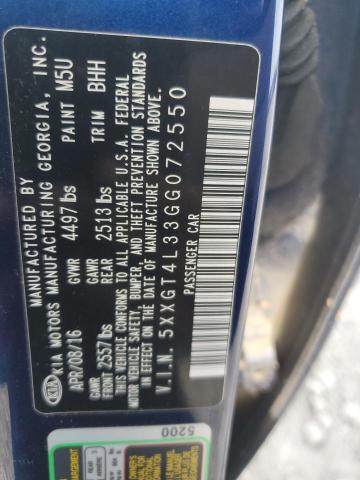 MANUFACTURED BY
KIA MOTORS MANUFACTURING GEORGIA, INC.
KIA
APR/08/16 GVWR 4497 lbs PAINT M5U
GAWR FRONT 2557 lbs GAWR REAR 2513 lbs TRIM BHH
THIS VEHICLE CONFORMS TO ALL APPLICABLE U.S.A. FEDERAL
MOTOR VEHICLE SAFETY, BUMPER, AND THEFT PREVENTION STANDARDS
IN EFFECT ON THE DATE OF MANUFACTURE SHOWN ABOVE.
V.I.N. 5XXGT4L33GG072550
PASSENGER CAR
5200